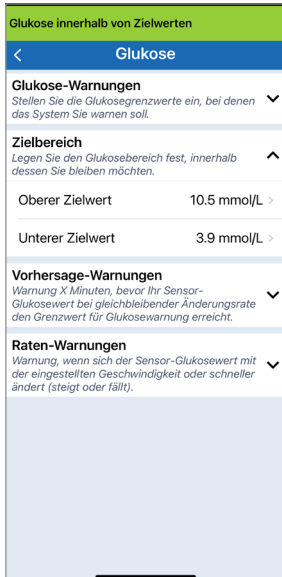 Glukose innerhalb von Zielwerten
Glukose
Glukose-Warnungen
Stellen Sie die Glukosegrenzwerte ein, bei denen
das System Sie warnen soll.
Zielbereich
Legen Sie den Glukosebereich fest, innerhalb
dessen Sie bleiben möchten.
Oberer Zielwert 10.5 mmol/L
Unterer Zielwert 3.9 mmol/L
Vorhersage-Warnungen
Warnung X Minuten, bevor Ihr Sensor-
Glukosewert bei gleichbleibender Änderungsrate
den Grenzwert für Glukosewarnung erreicht.
Raten-Warnungen
Warnung, wenn sich der Sensor-Glukosewert mit
der eingestellten Geschwindigkeit oder schneller
ändert (steigt oder fällt).